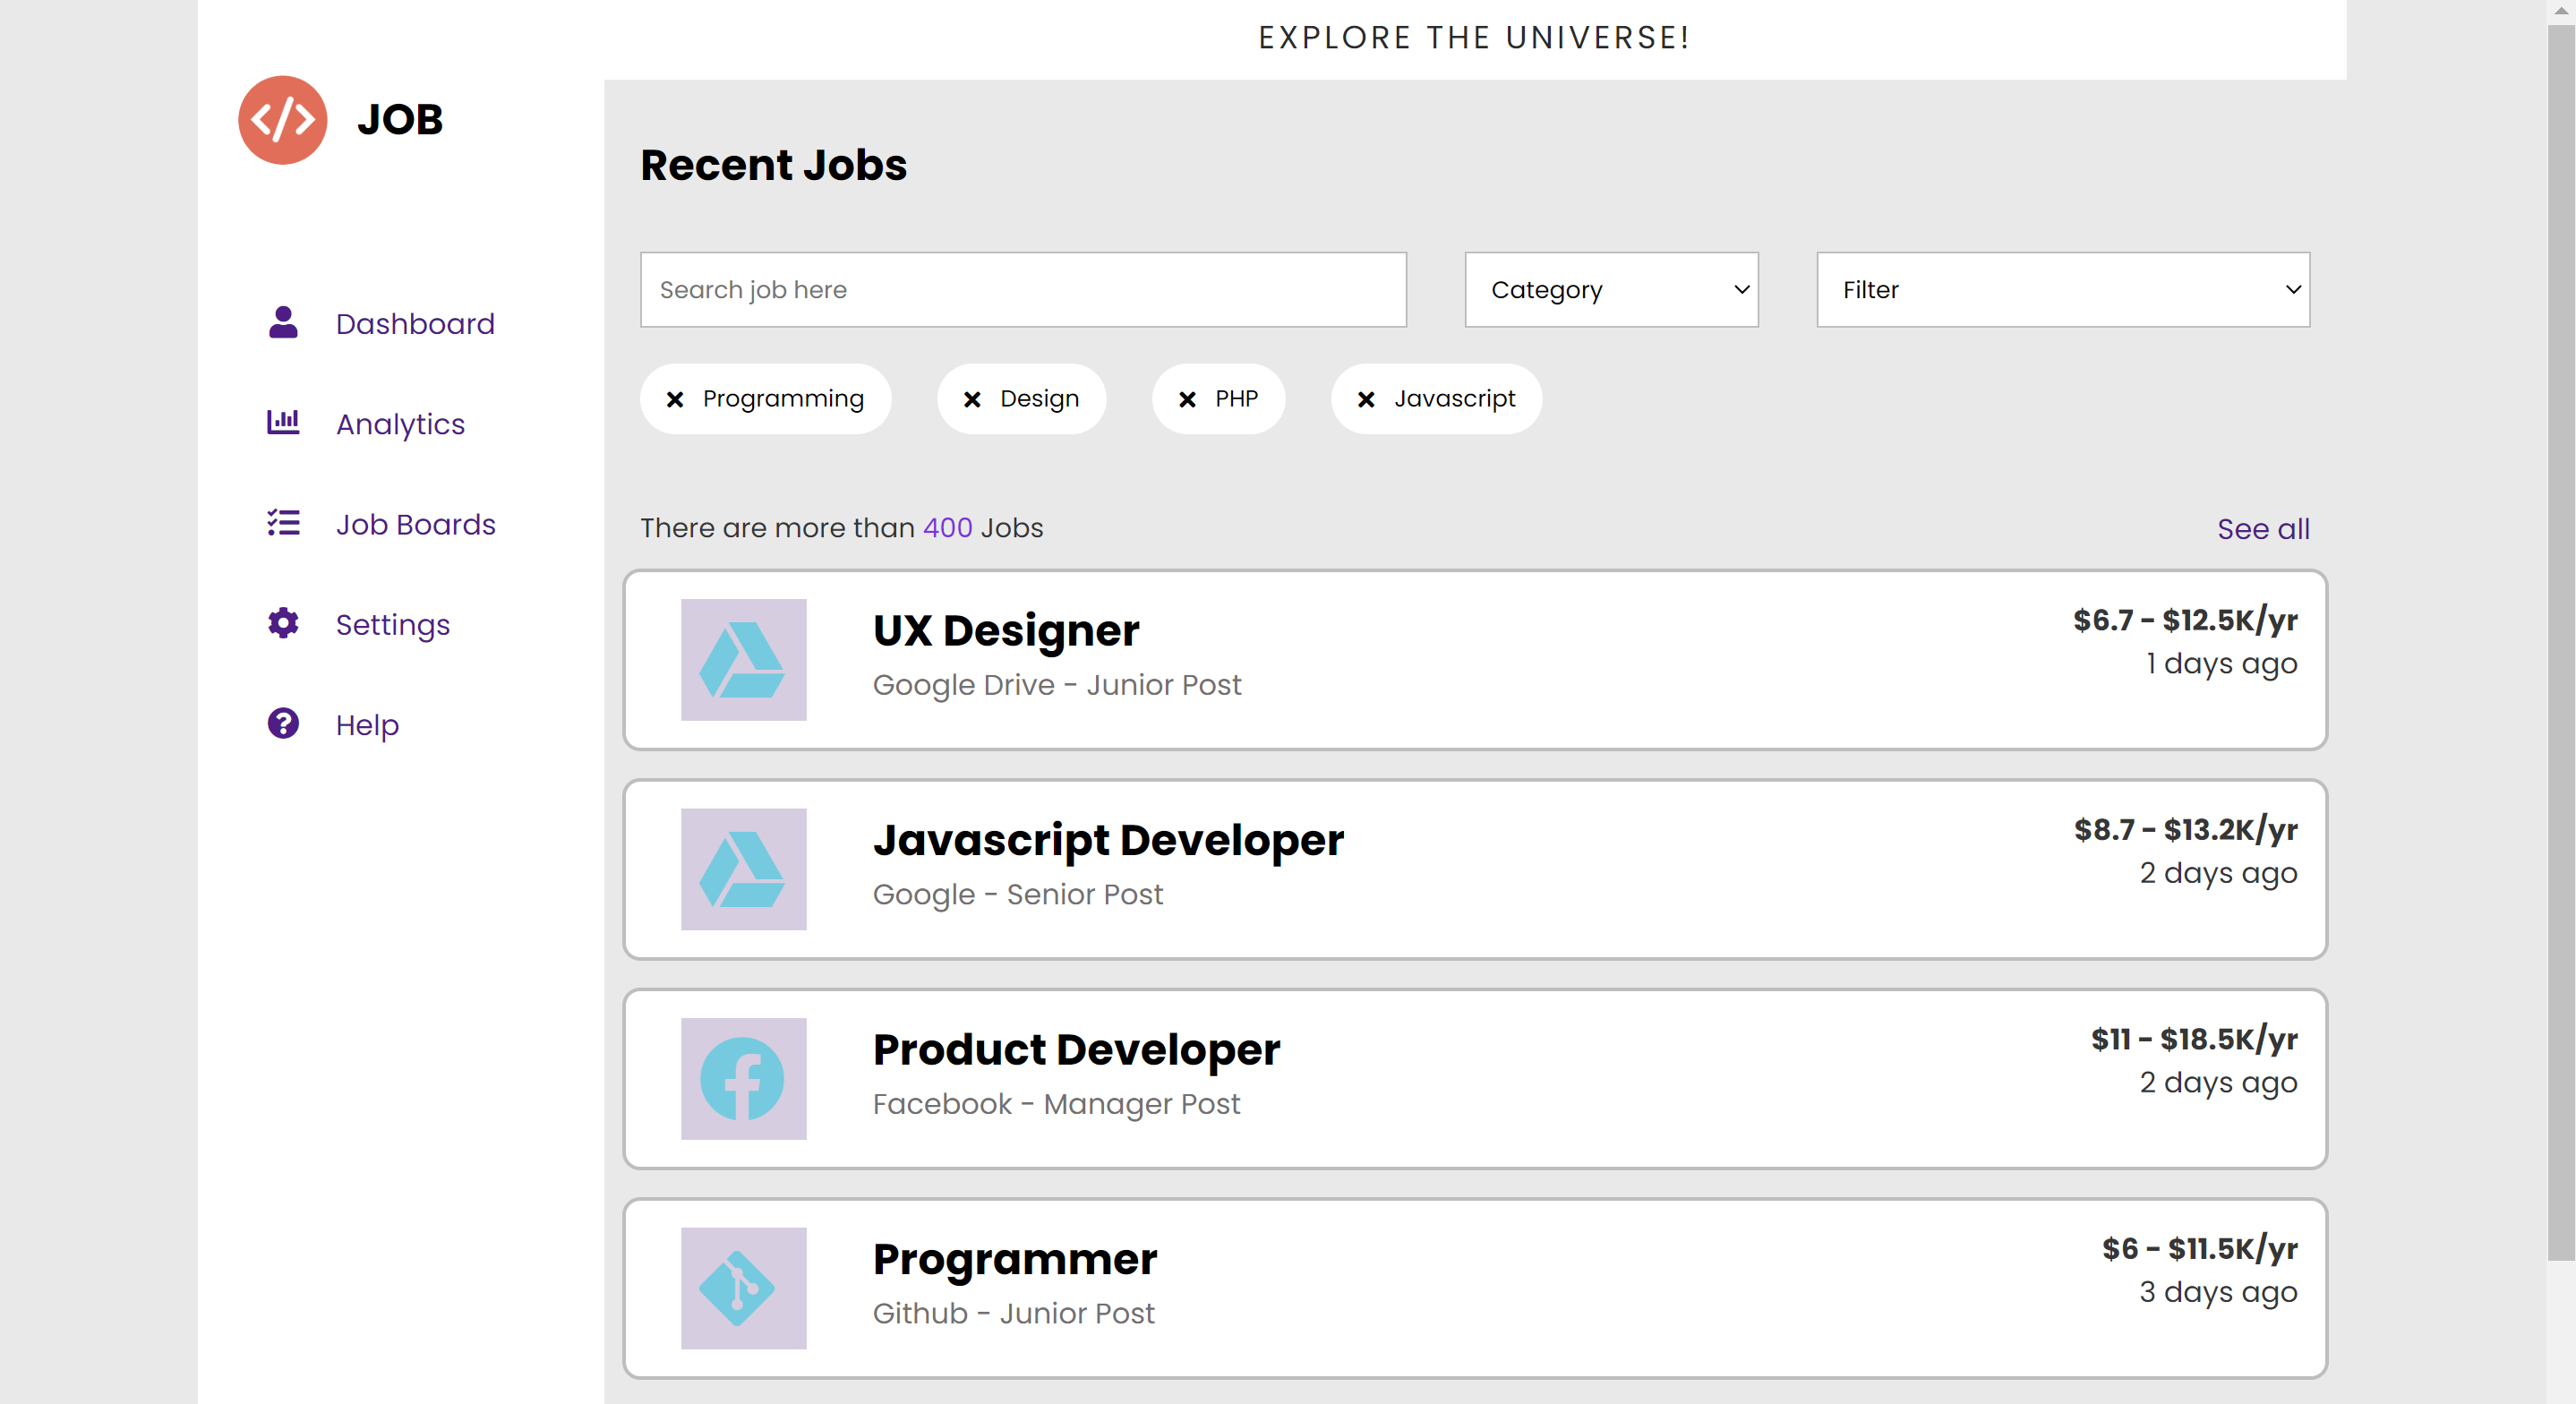 EXPLORE THE UNIVERSE!
JOB
Dashboard
Analytics
Job Boards
Settings
Help
Recent Jobs
Search job here
Category
Filter
Programming
Design
PHP
Javascript
There are more than 400 Jobs
See all
UX Designer
Google Drive - Junior Post
$6.7 - $12.5K/yr
1 days ago
Javascript Developer
Google - Senior Post
$8.7 - $13.2K/yr
2 days ago
Product Developer
Facebook - Manager Post
$11 - $18.5K/yr
2 days ago
Programmer
Github - Junior Post
$6 - $11.5K/yr
3 days ago